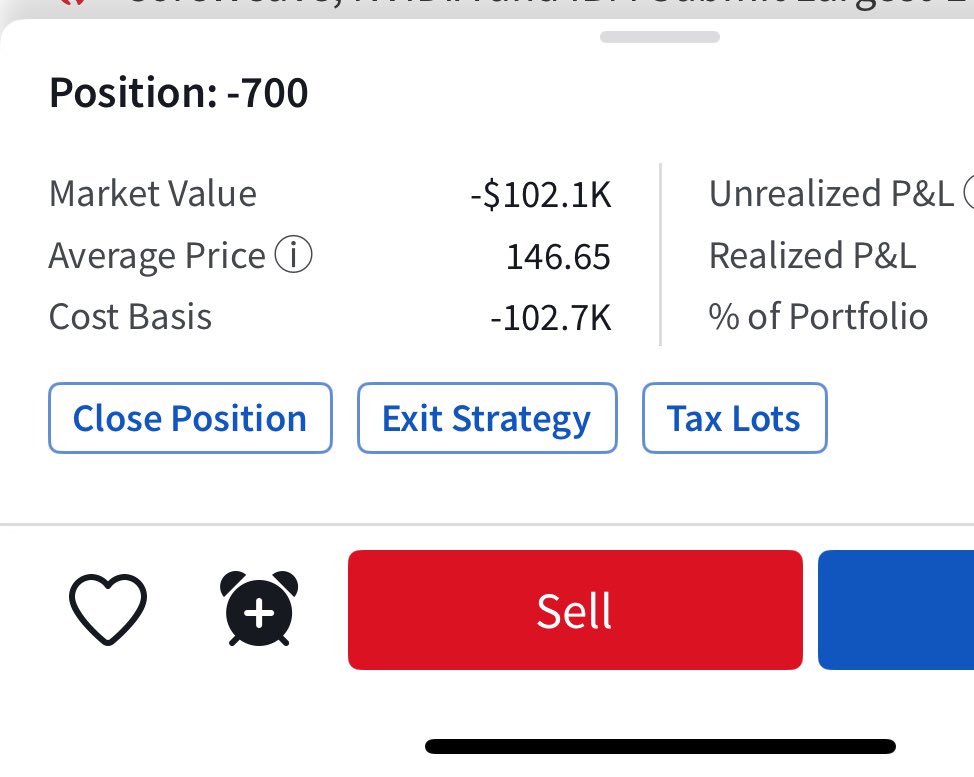 Position: -700
Market Value -$102.1K Unrealized P&L
Average Price ⓘ 146.65 Realized P&L
Cost Basis -102.7K % of Portfolio
Close Position Exit Strategy Tax Lots
Sell